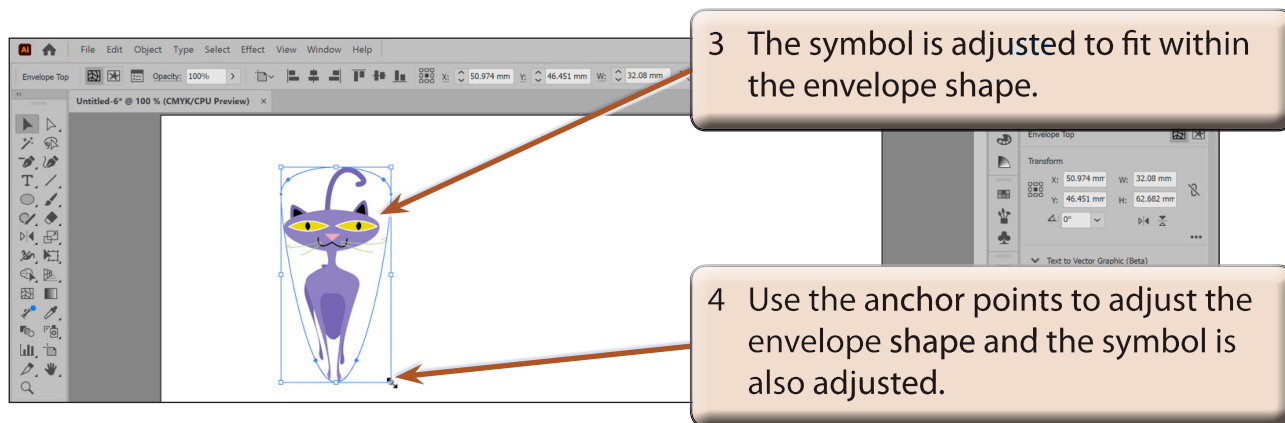 3 The symbol is adjusted to fit within
the envelope shape.
Ai File Edit Object Type Select Effect View Window Help
Envelope Top Opacity: 100% X: 50.974 mm Y: 46.451 mm W: 32.08 mm
Untitled-6* @ 100 % (CMYK/CPU Preview) ×
Envelope Top
Transform
X: 50.974 mm W: 32.08 mm
Y: 46.451 mm H: 62.682 mm
0°
Text to Vector Graphic (Beta)
4 Use the anchor points to adjust the
envelope shape and the symbol is
also adjusted.